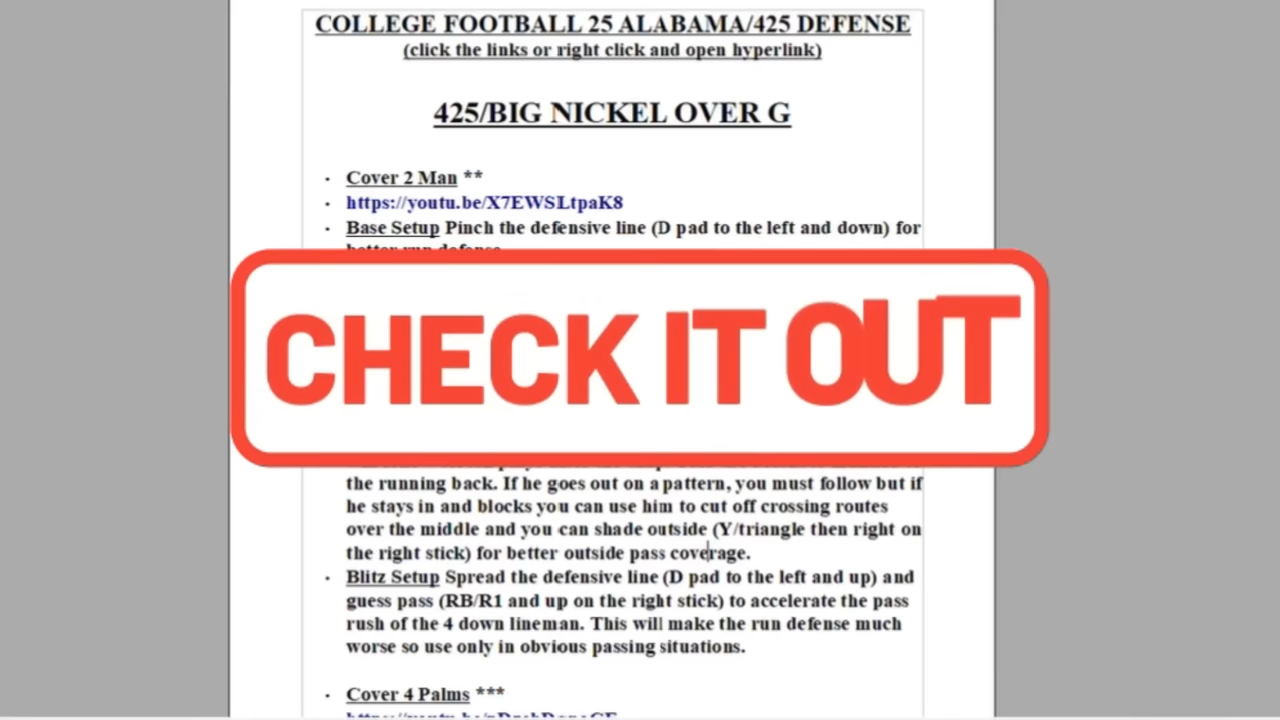 COLLEGE FOOTBALL 25 ALABAMA/425 DEFENSE
(click the links or right click and open hyperlink)
425/BIG NICKEL OVER G
· Cover 2 Man **
· https://youtu.be/X7EWSLtpaK8
· Base Setup Pinch the defensive line (D pad to the left and down) for
better run defense.
CHECK IT OUT
the running back. If he goes out on a pattern, you must follow but if
he stays in and blocks you can use him to cut off crossing routes
over the middle and you can shade outside (Y/triangle then right on
the right stick) for better outside pass coverage.
· Blitz Setup Spread the defensive line (D pad to the left and up) and
guess pass (RB/R1 and up on the right stick) to accelerate the pass
rush of the 4 down lineman. This will make the run defense much
worse so use only in obvious passing situations.
· Cover 4 Palms ***